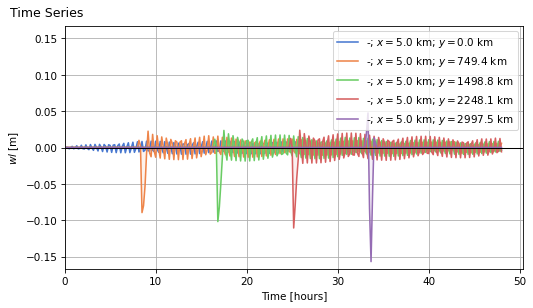 Time Series
0.15
0.10
0.05
0.00
−0.05
−0.10
−0.15
wl [m]
-; x = 5.0 km; y = 0.0 km
-; x = 5.0 km; y = 749.4 km
-; x = 5.0 km; y = 1498.8 km
-; x = 5.0 km; y = 2248.1 km
-; x = 5.0 km; y = 2997.5 km
0 10 20 30 40 50
Time [hours]